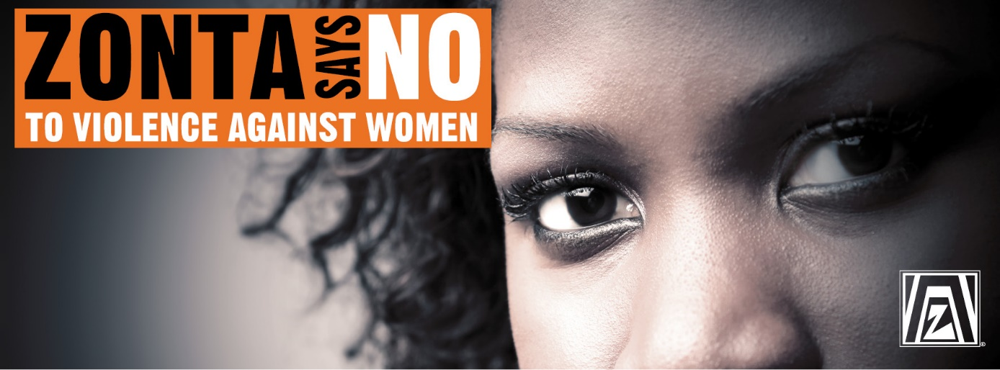 ZONTA SAYS NO
TO VIOLENCE AGAINST WOMEN
Z
®